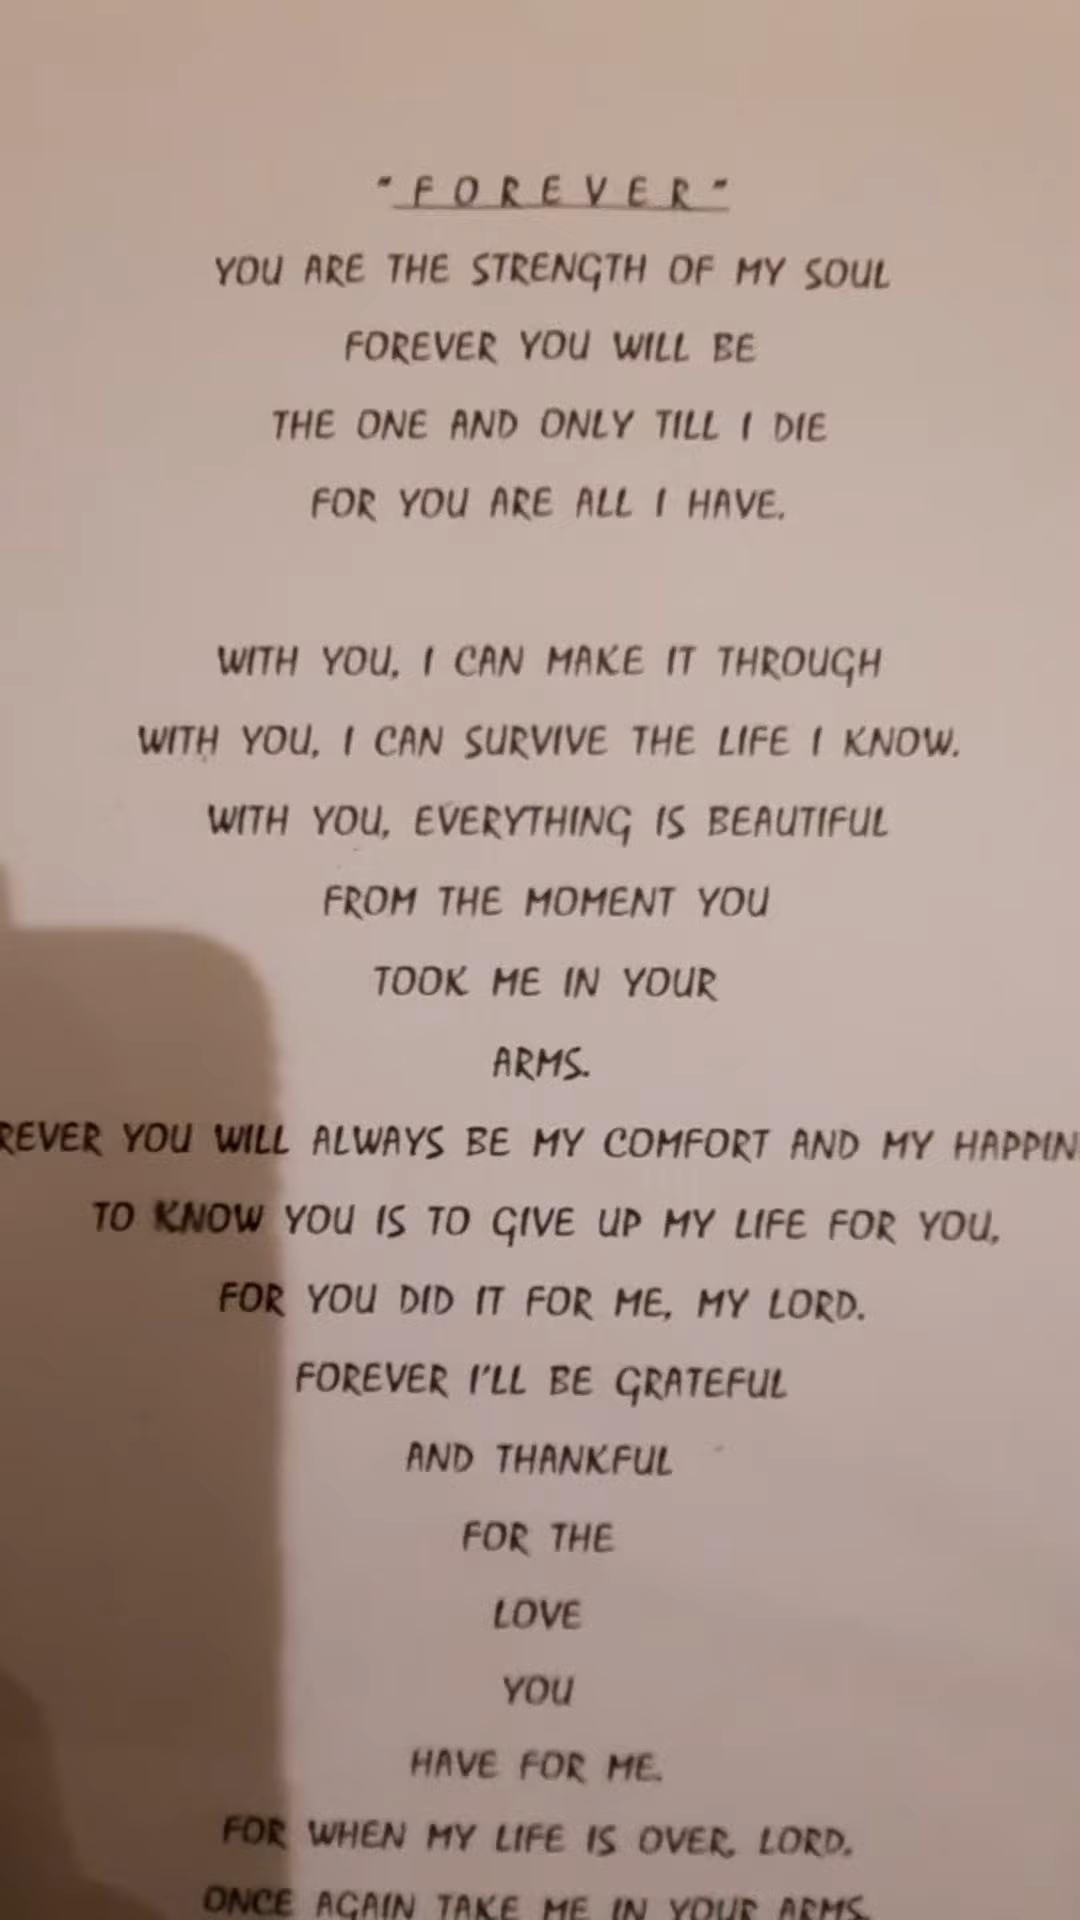 "FOREVER"
YOU ARE THE STRENGTH OF MY SOUL
FOREVER YOU WILL BE
THE ONE AND ONLY TILL I DIE
FOR YOU ARE ALL I HAVE.
WITH YOU, I CAN MAKE IT THROUGH
WITH YOU, I CAN SURVIVE THE LIFE I KNOW.
WITH YOU, EVERYTHING IS BEAUTIFUL
FROM THE MOMENT YOU
TOOK ME IN YOUR
ARMS.
REVER YOU WILL ALWAYS BE MY COMFORT AND MY HAPPIN
TO KNOW YOU IS TO GIVE UP MY LIFE FOR YOU,
FOR YOU DID IT FOR ME, MY LORD.
FOREVER I'LL BE GRATEFUL
AND THANKFUL
FOR THE
LOVE
YOU
HAVE FOR ME.
FOR WHEN MY LIFE IS OVER, LORD,
ONCE AGAIN TAKE ME IN YOUR ARMS.